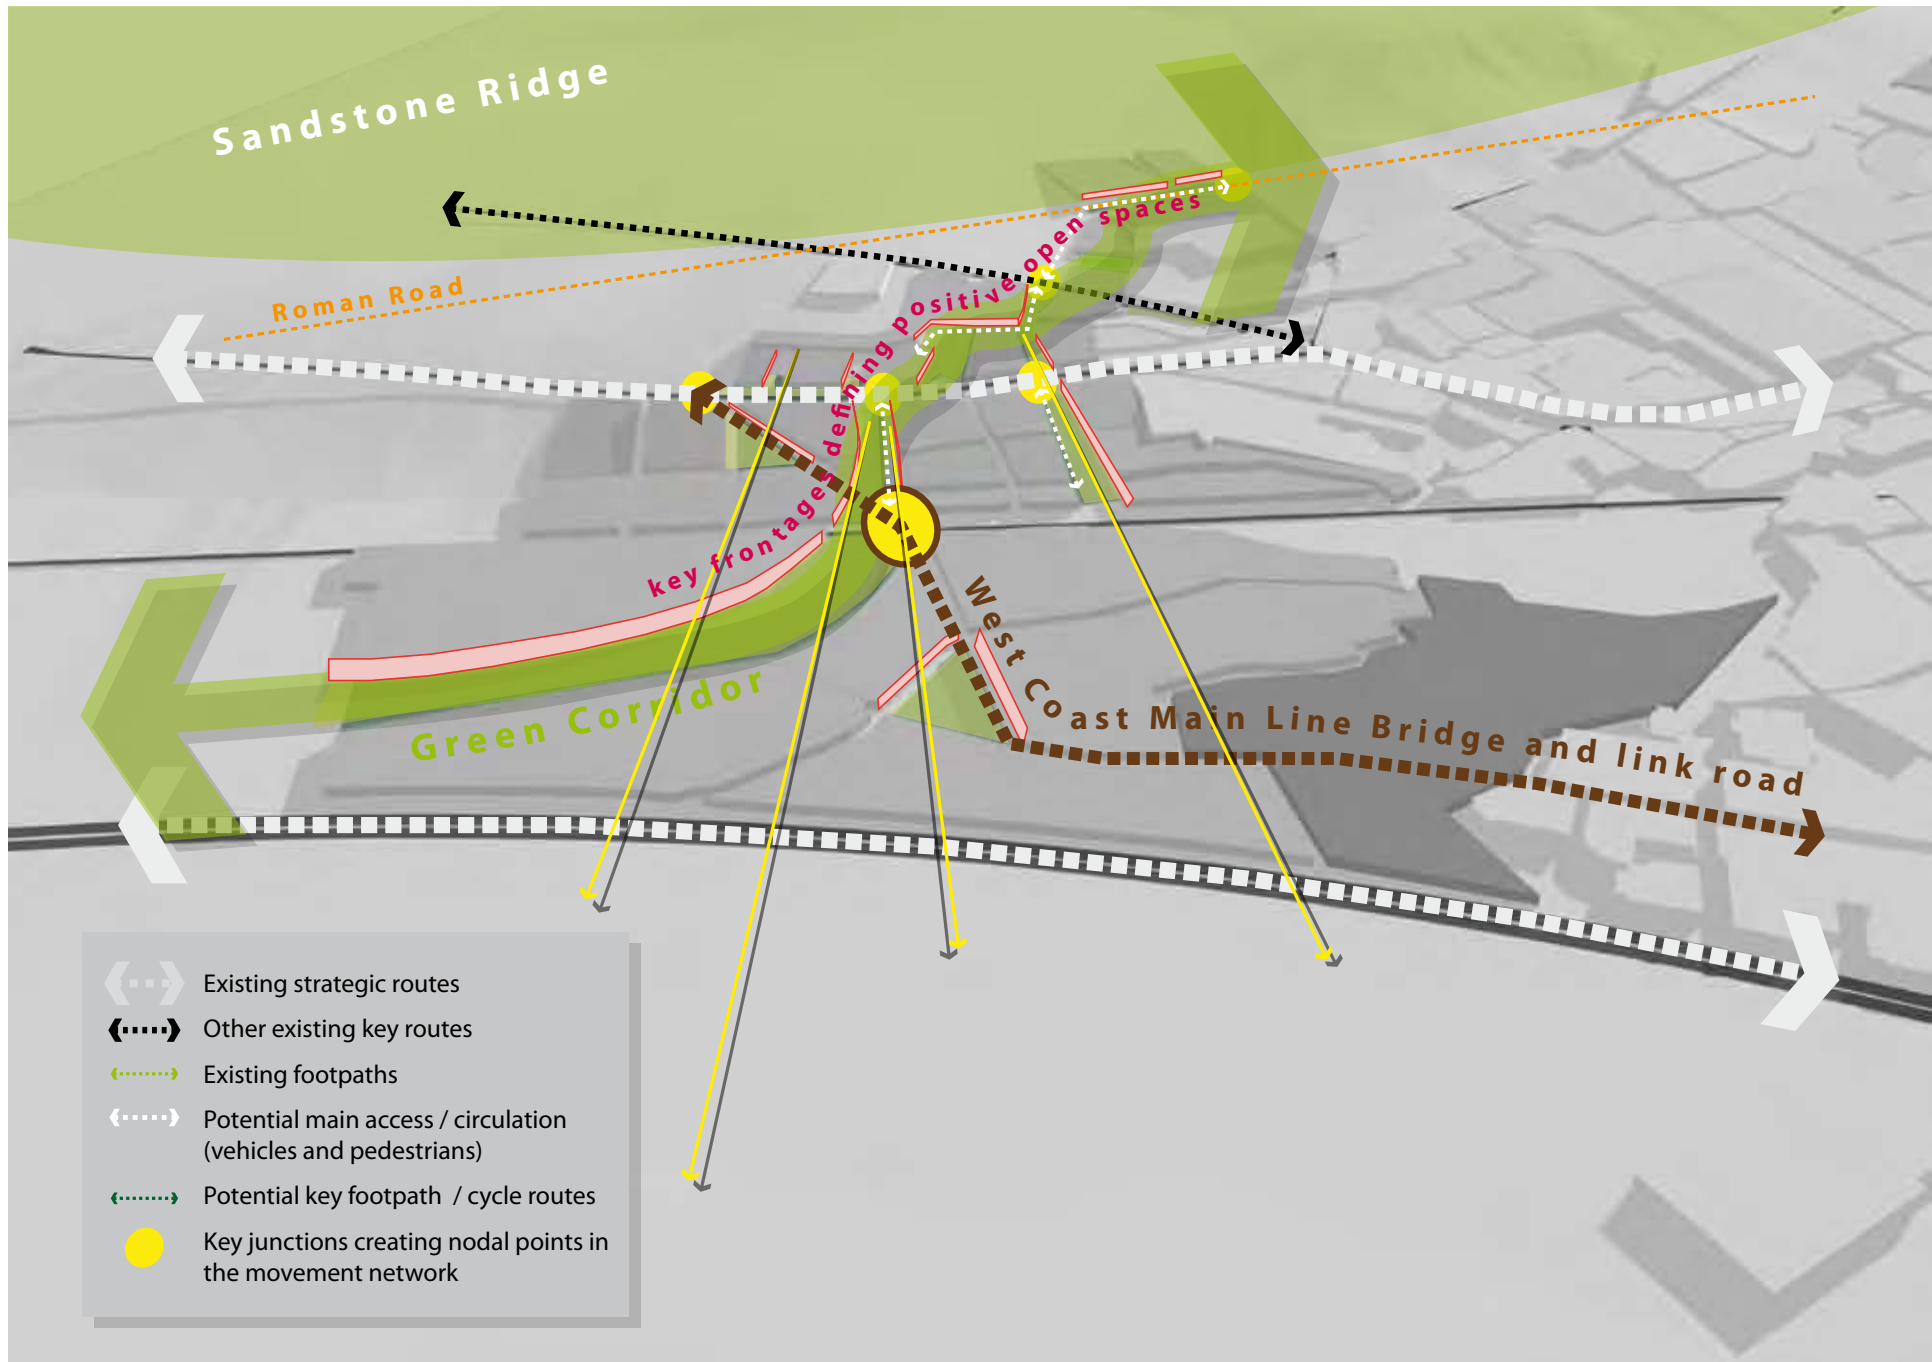 Sandstone Ridge
Roman Road
key frontages defining positive open spaces
Green Corridor
West Coast Main Line Bridge and link road
Existing strategic routes
Other existing key routes
Existing footpaths
Potential main access / circulation
(vehicles and pedestrians)
Potential key footpath / cycle routes
Key junctions creating nodal points in
the movement network